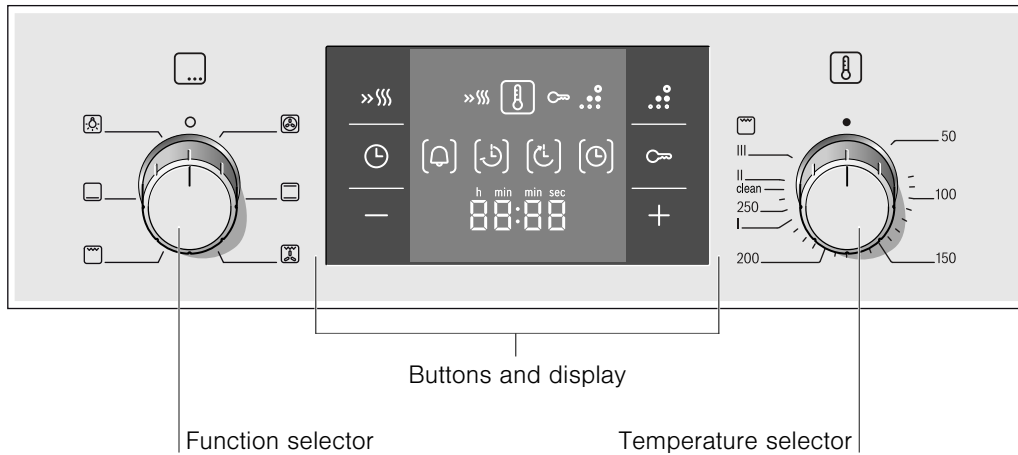 h min min sec
88:88
III
II
clean
250
I
200
50
100
150
Buttons and display
Function selector
Temperature selector